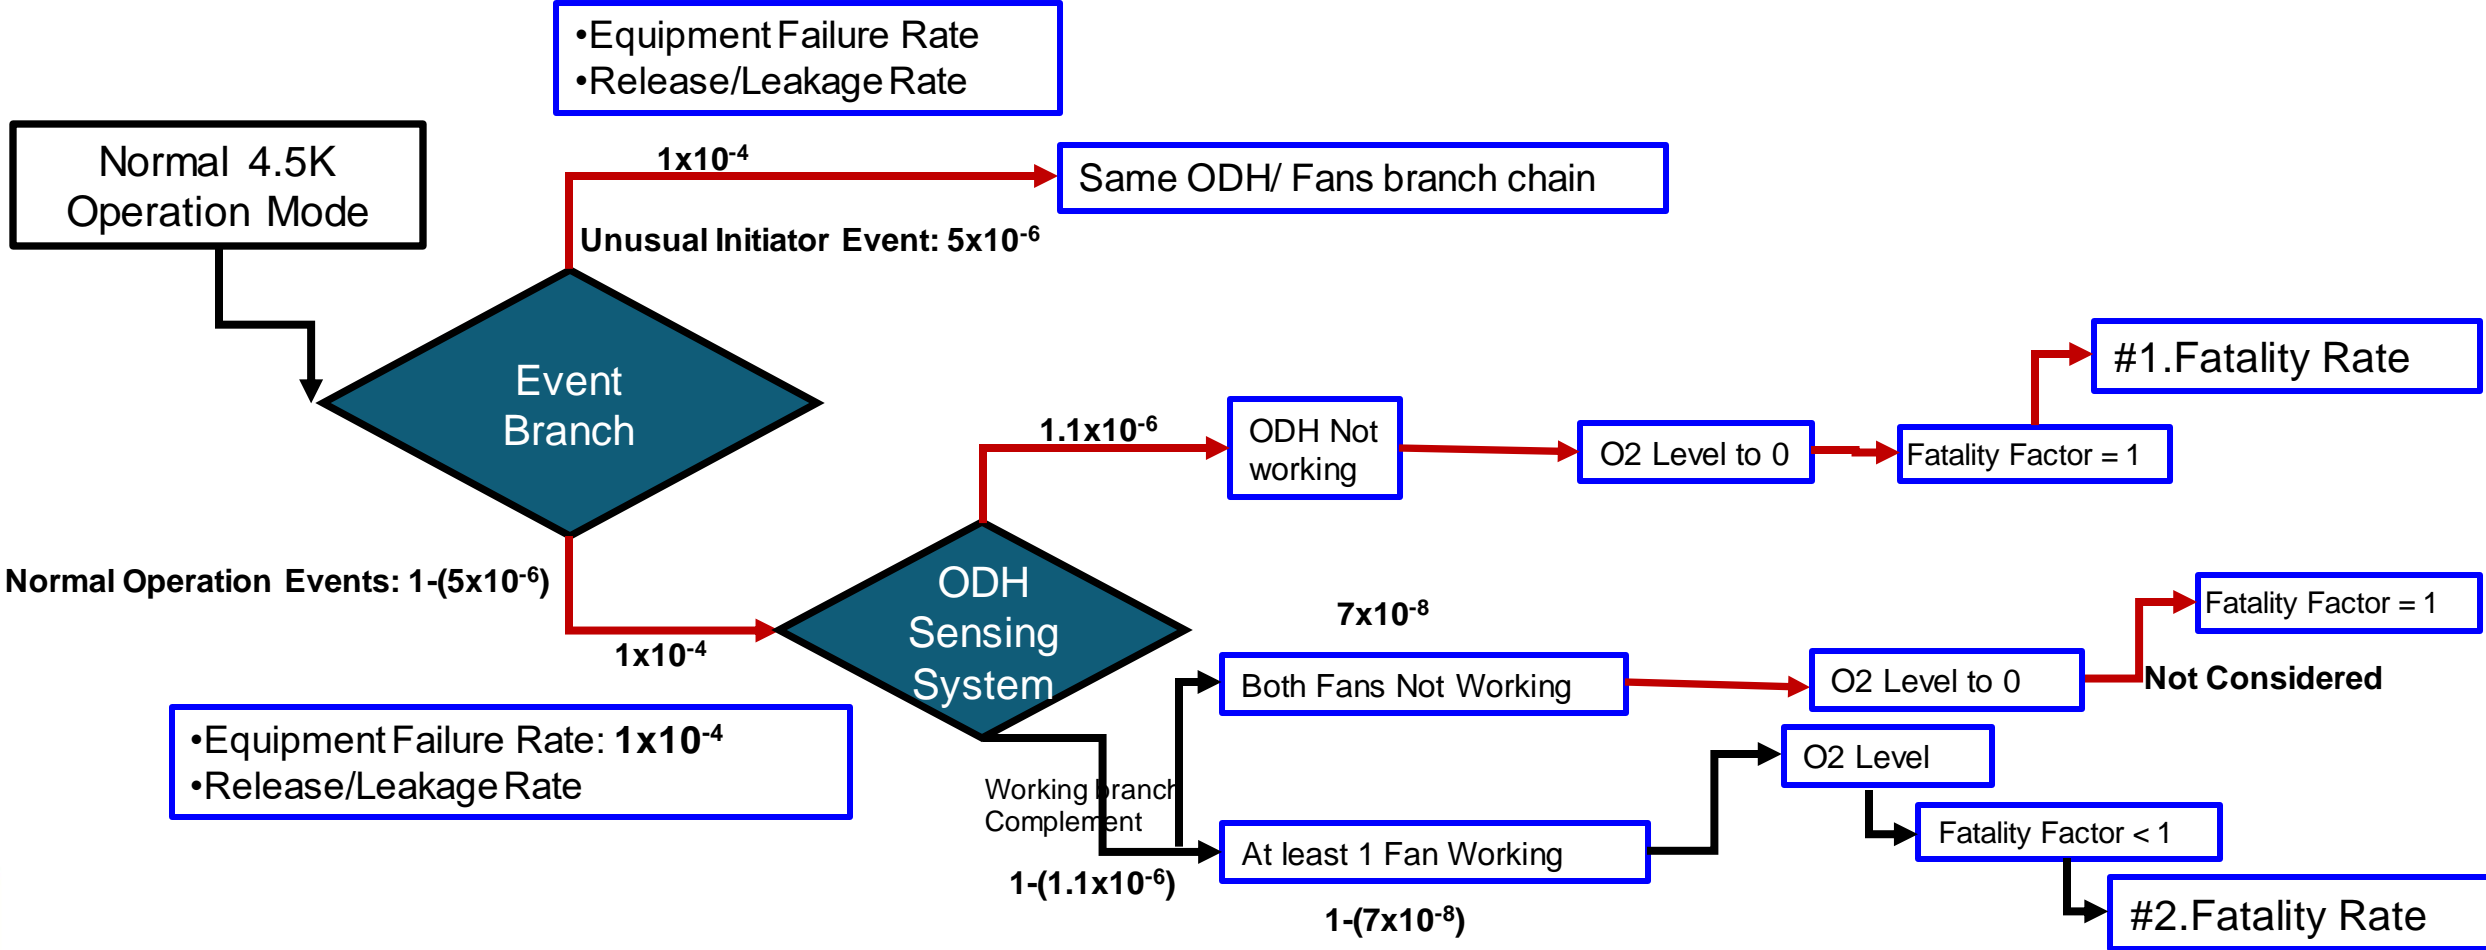 •Equipment Failure Rate
•Release/Leakage Rate
Normal 4.5K
Operation Mode
1x10⁻⁴
Same ODH/ Fans branch chain
Unusual Initiator Event: 5x10⁻⁶
Event
Branch
#1.Fatality Rate
1.1x10⁻⁶
ODH Not
working
O2 Level to 0
Fatality Factor = 1
Normal Operation Events: 1-(5x10⁻⁶)
1x10⁻⁴
ODH
Sensing
System
7x10⁻⁸
Both Fans Not Working
O2 Level to 0
Fatality Factor = 1
Not Considered
•Equipment Failure Rate: 1x10⁻⁴
•Release/Leakage Rate
Working branch
Complement
1-(1.1x10⁻⁶)
At least 1 Fan Working
1-(7x10⁻⁸)
O2 Level
Fatality Factor < 1
#2.Fatality Rate